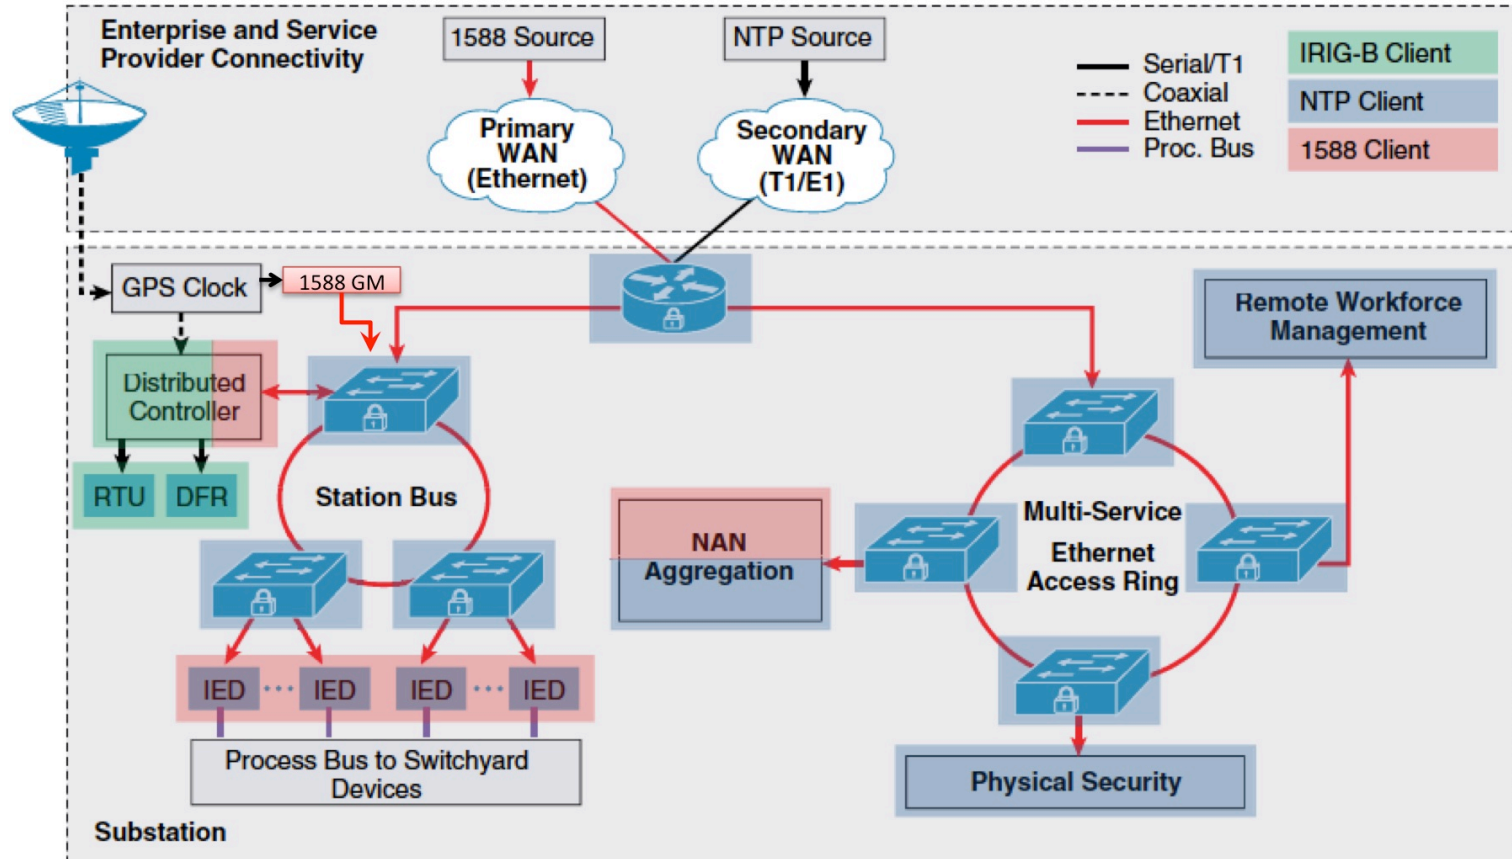 Enterprise and Service
Provider Connectivity
1588 Source
NTP Source
Serial/T1
Coaxial
Ethernet
Proc. Bus
IRIG-B Client
NTP Client
1588 Client
Primary
WAN
(Ethernet)
Secondary
WAN
(T1/E1)
GPS Clock
1588 GM
Distributed
Controller
RTU
DFR
Station Bus
Remote Workforce
Management
NAN
Aggregation
Multi-Service
Ethernet
Access Ring
IED
IED
IED
IED
Process Bus to Switchyard
Devices
Physical Security
Substation